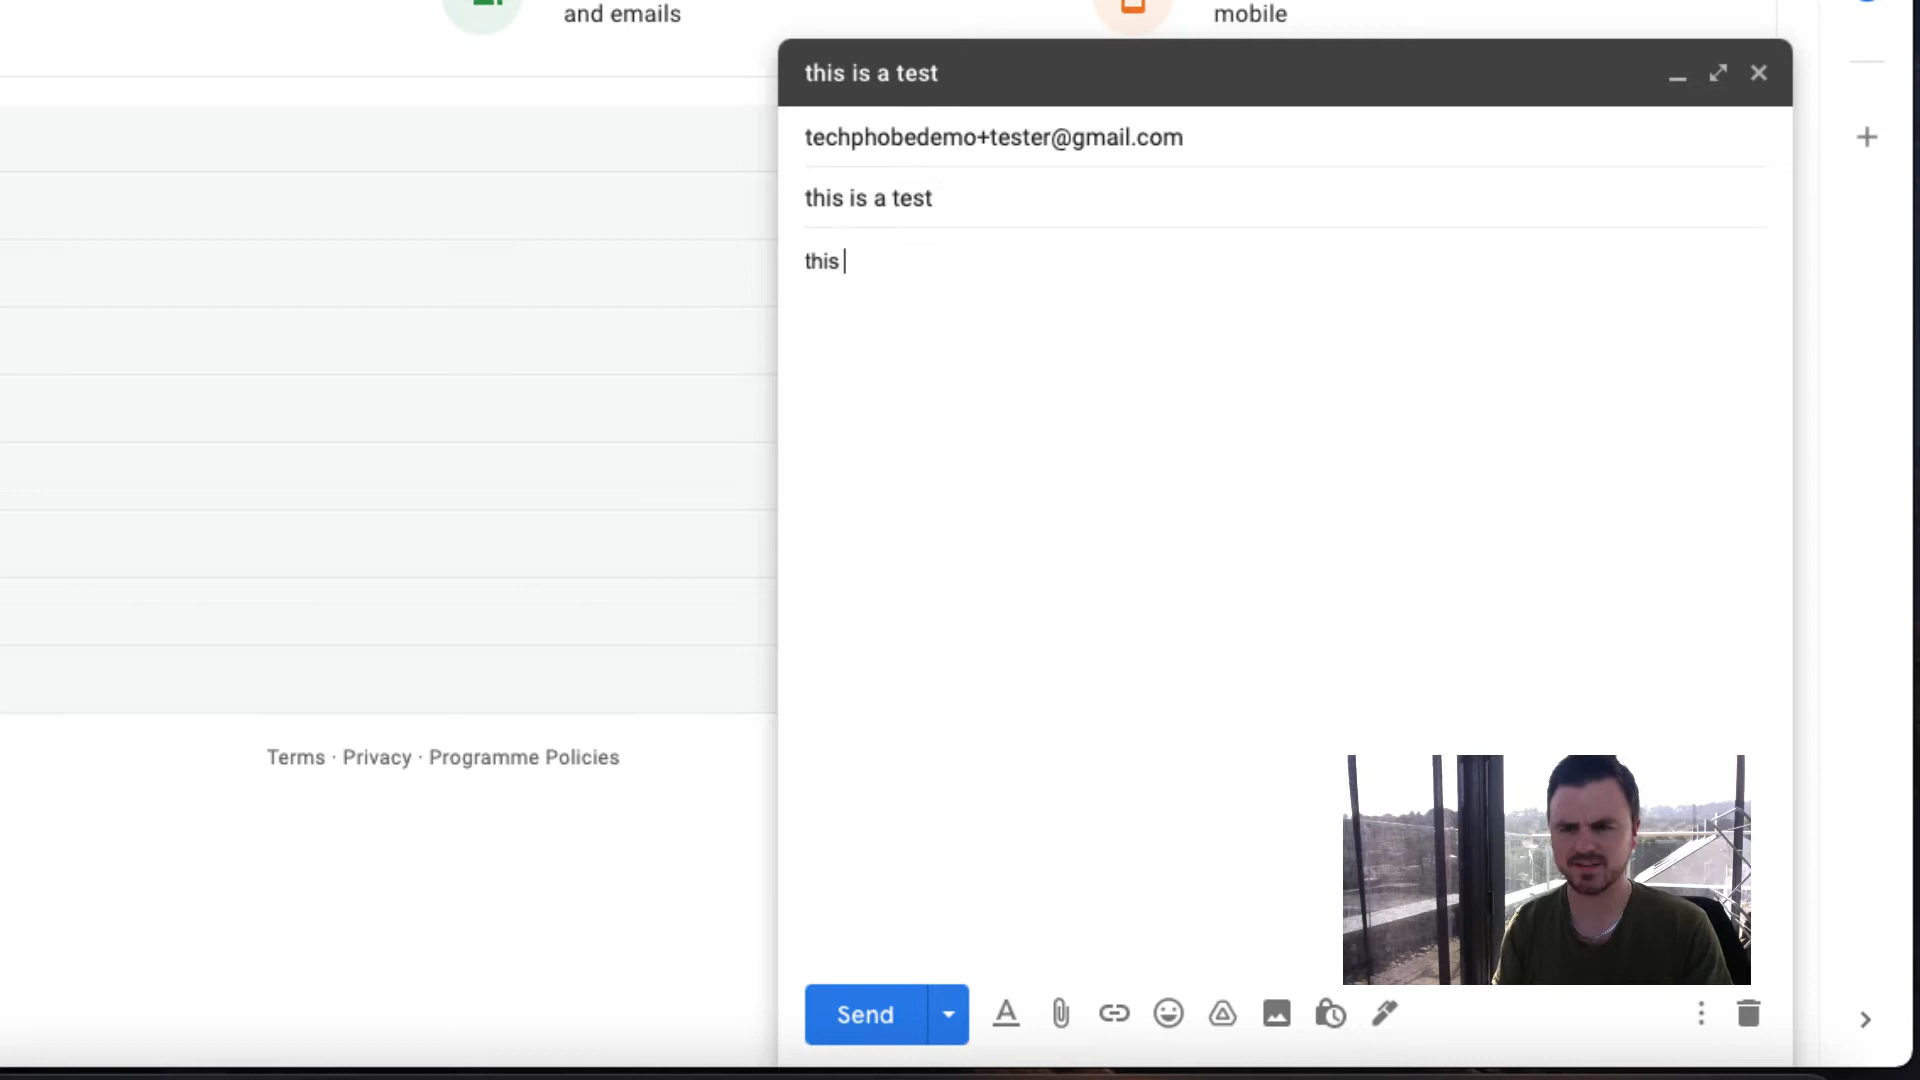 and emails
mobile
this is a test
techphobedemo+tester@gmail.com
this is a test
this
Terms · Privacy · Programme Policies
Send